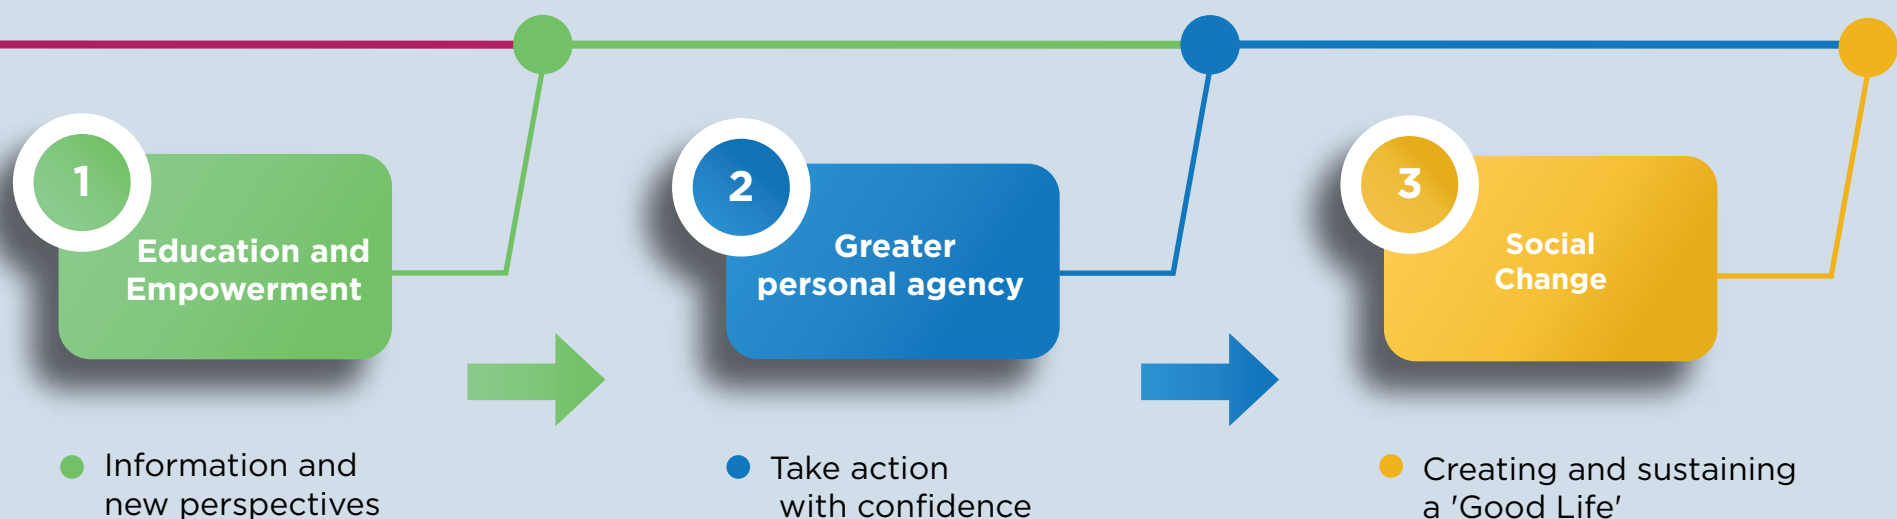 1
Education and
Empowerment
Information and
new perspectives
2
Greater
personal agency
Take action
with confidence
3
Social
Change
Creating and sustaining
a 'Good Life'